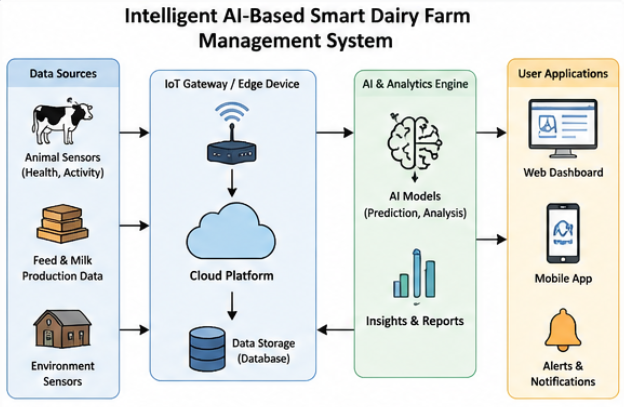 Intelligent AI-Based Smart Dairy Farm
Management System
Data Sources
Animal Sensors
(Health, Activity)
Feed & Milk
Production Data
Environment
Sensors
IoT Gateway / Edge Device
Cloud Platform
Data Storage
(Database)
AI & Analytics Engine
AI Models
(Prediction, Analysis)
Insights & Reports
User Applications
Web Dashboard
Mobile App
Alerts &
Notifications